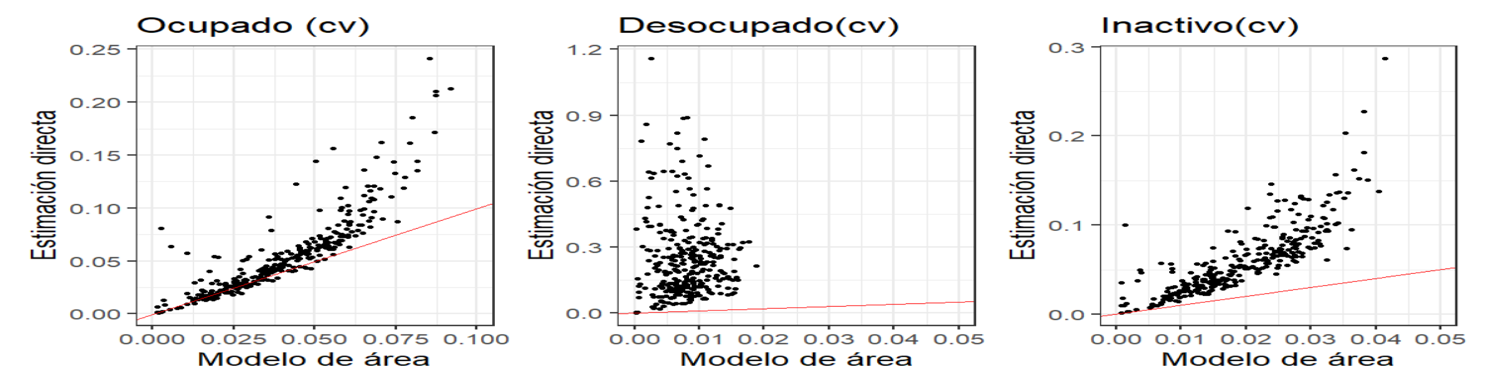 Ocupado (cv)
Estimación directa
0.25
0.20
0.15
0.10
0.05
0.00
0.000 0.025 0.050 0.075 0.100
Modelo de área
Desocupado(cv)
Estimación directa
1.2
0.9
0.6
0.3
0.0
0.00 0.01 0.02 0.03 0.04 0.05
Modelo de área
Inactivo(cv)
Estimación directa
0.3
0.2
0.1
0.0
0.00 0.01 0.02 0.03 0.04 0.05
Modelo de área